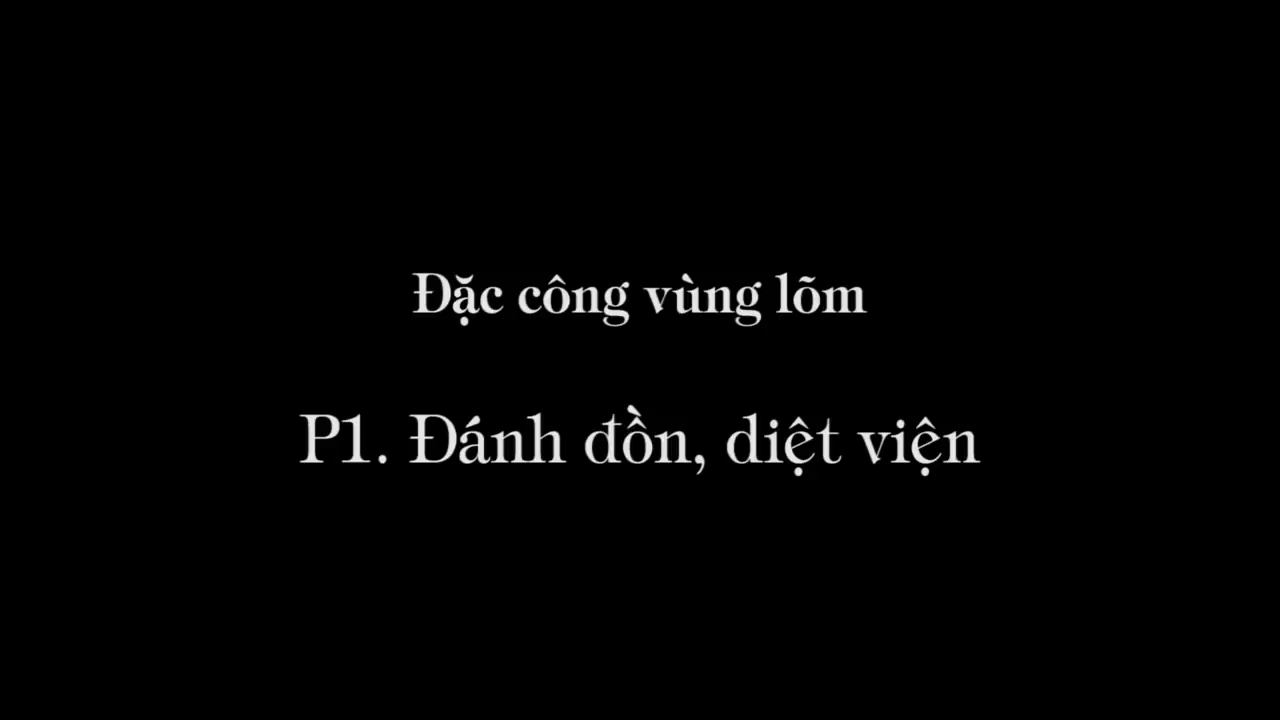 Đặc công vùng lõm
P1. Đánh đồn, diệt viện